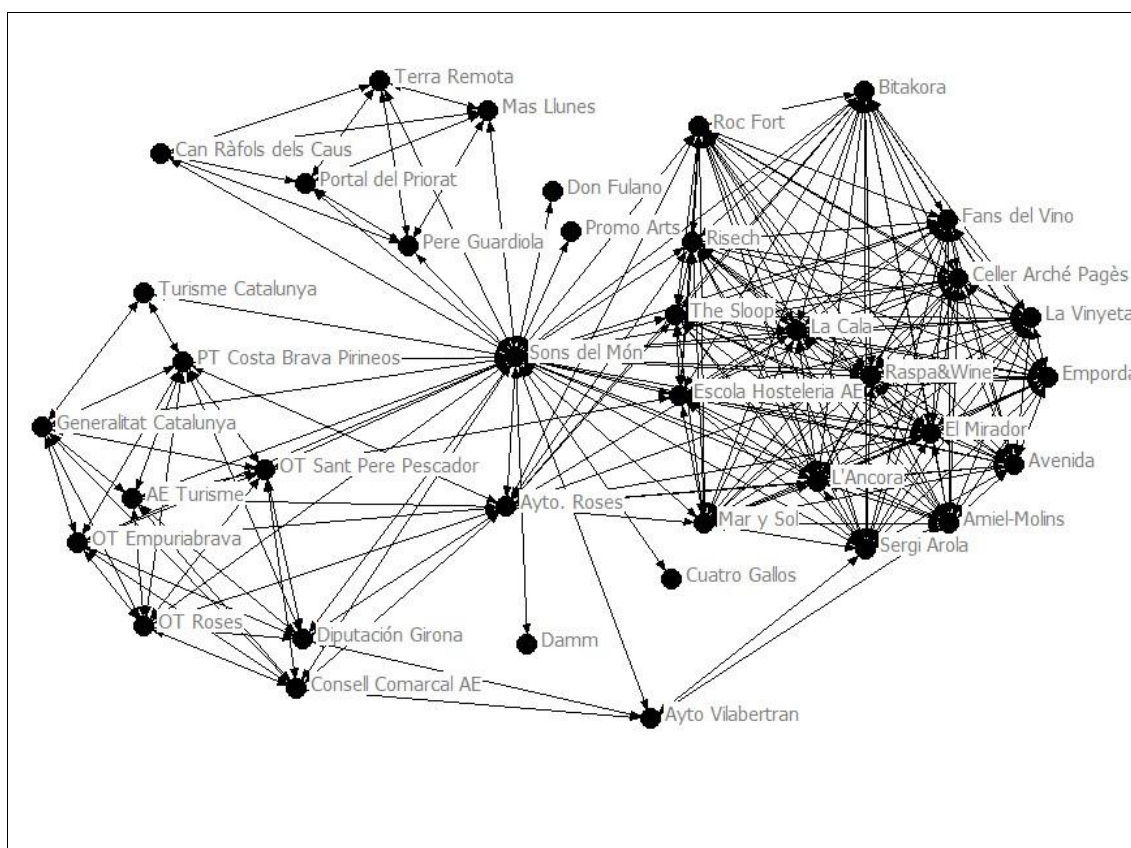 Terra Remota
Bitakora
Mas Llunes
Roc Fort
Can Ràfols dels Caus
Portal del Priorat
Don Fulano
Fans del Vino
Promo Arts
Risech
Pere Guardiola
Celler Arché Pagès
Turisme Catalunya
The Sloop
La Vinyeta
La Cala
PT Costa Brava Pirineos
Sons del Món
Raspa&Wine
Emporda
Escola Hosteleria AE
Generalitat Catalunya
El Mirador
OT Sant Pere Pescador
Avenida
L'Ancora
AE Turisme
Ayto. Roses
Mar y Sol
Amiel-Molins
OT Empuriabrava
Sergi Arola
Cuatro Gallos
OT Roses
Diputación Girona
Damm
Consell Comarcal AE
Ayto Vilabertran